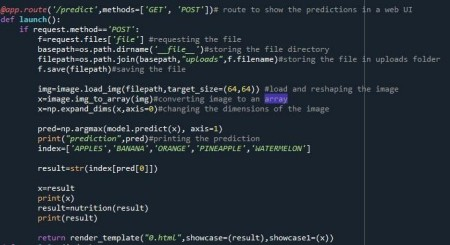 @app.route('/predict',methods=['GET', 'POST'])# route to show the predictions in a web UI
def launch():
    if request.method=='POST':
        f=request.files['file'] #requesting the file
        basepath=os.path.dirname('__file__')#storing the file directory
        filepath=os.path.join(basepath,"uploads",f.filename)#storing the file in uploads folder
        f.save(filepath)#saving the file

        img=image.load_img(filepath,target_size=(64,64)) #load and reshaping the image
        x=image.img_to_array(img)#converting image to an array
        x=np.expand_dims(x,axis=0)#changing the dimensions of the image

        pred=np.argmax(model.predict(x), axis=1)
        print("prediction",pred)#printing the prediction
        index=['APPLES','BANANA','ORANGE','PINEAPPLE','WATERMELON']

        result=str(index[pred[0]])

        x=result
        print(x)
        result=nutrition(result)
        print(result)

        return render_template("0.html",showcase=(result),showcase1=(x))